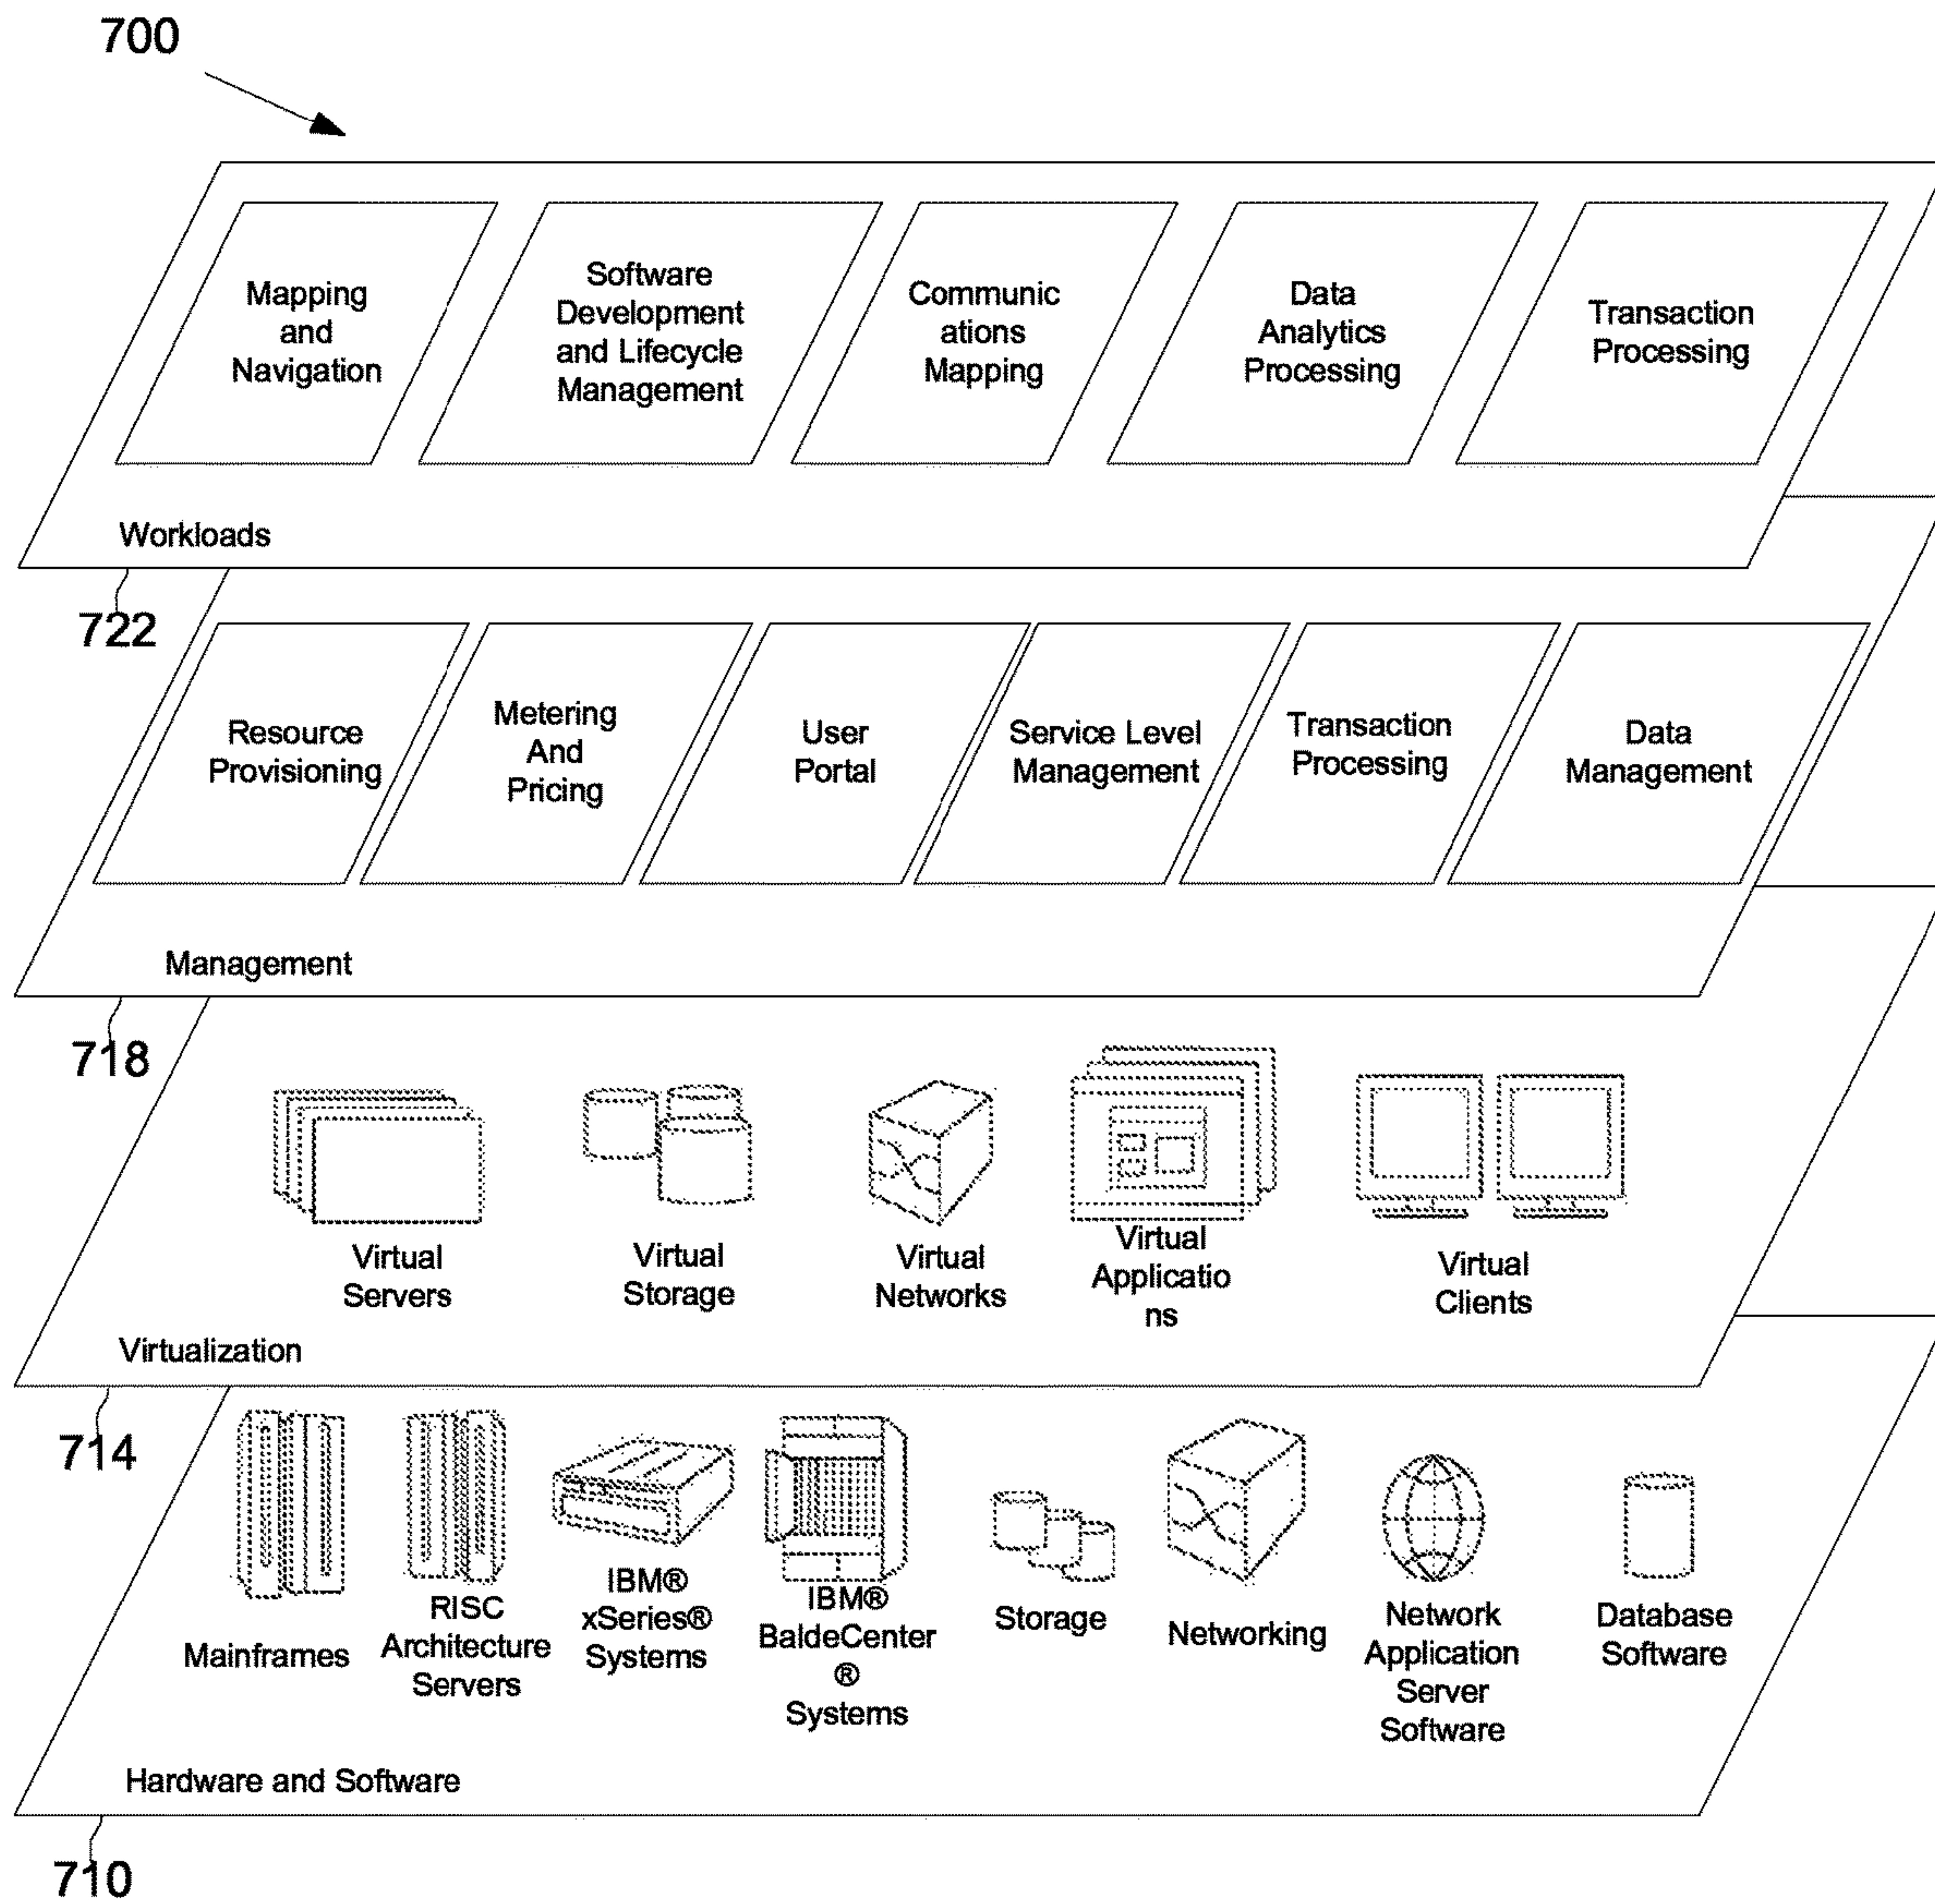 700
Mapping
and
Navigation
Software
Development
and Lifecycle
Management
Communic
ations
Mapping
Data
Analytics
Processing
Transaction
Processing
Workloads
722
Resource
Provisioning
Metering
And
Pricing
User
Portal
Service Level
Management
Transaction
Processing
Data
Management
Management
718
Virtual
Servers
Virtual
Storage
Virtual
Networks
Virtual
Applicatio
ns
Virtual
Clients
Virtualization
714
Mainframes
RISC
Architecture
Servers
IBM®
xSeries®
Systems
IBM®
BaldeCenter
®
Systems
Storage
Networking
Network
Application
Server
Software
Database
Software
Hardware and Software
710